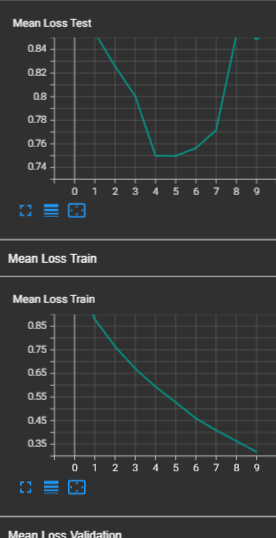 Mean Loss Test
0.84
0.82
0.8
0.78
0.76
0.74
0 1 2 3 4 5 6 7 8 9
Mean Loss Train
Mean Loss Train
0.85
0.75
0.65
0.55
0.45
0.35
0 1 2 3 4 5 6 7 8 9
Mean Loss Validation